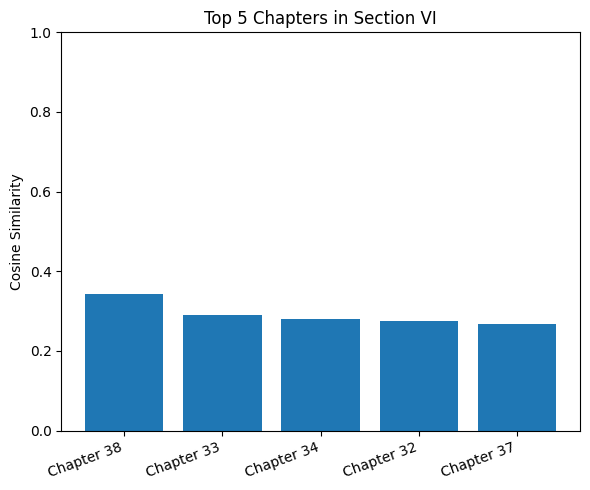 Top 5 Chapters in Section VI
1.0
0.8
0.6
0.4
0.2
0.0
Cosine Similarity
Chapter 38
Chapter 33
Chapter 34
Chapter 32
Chapter 37